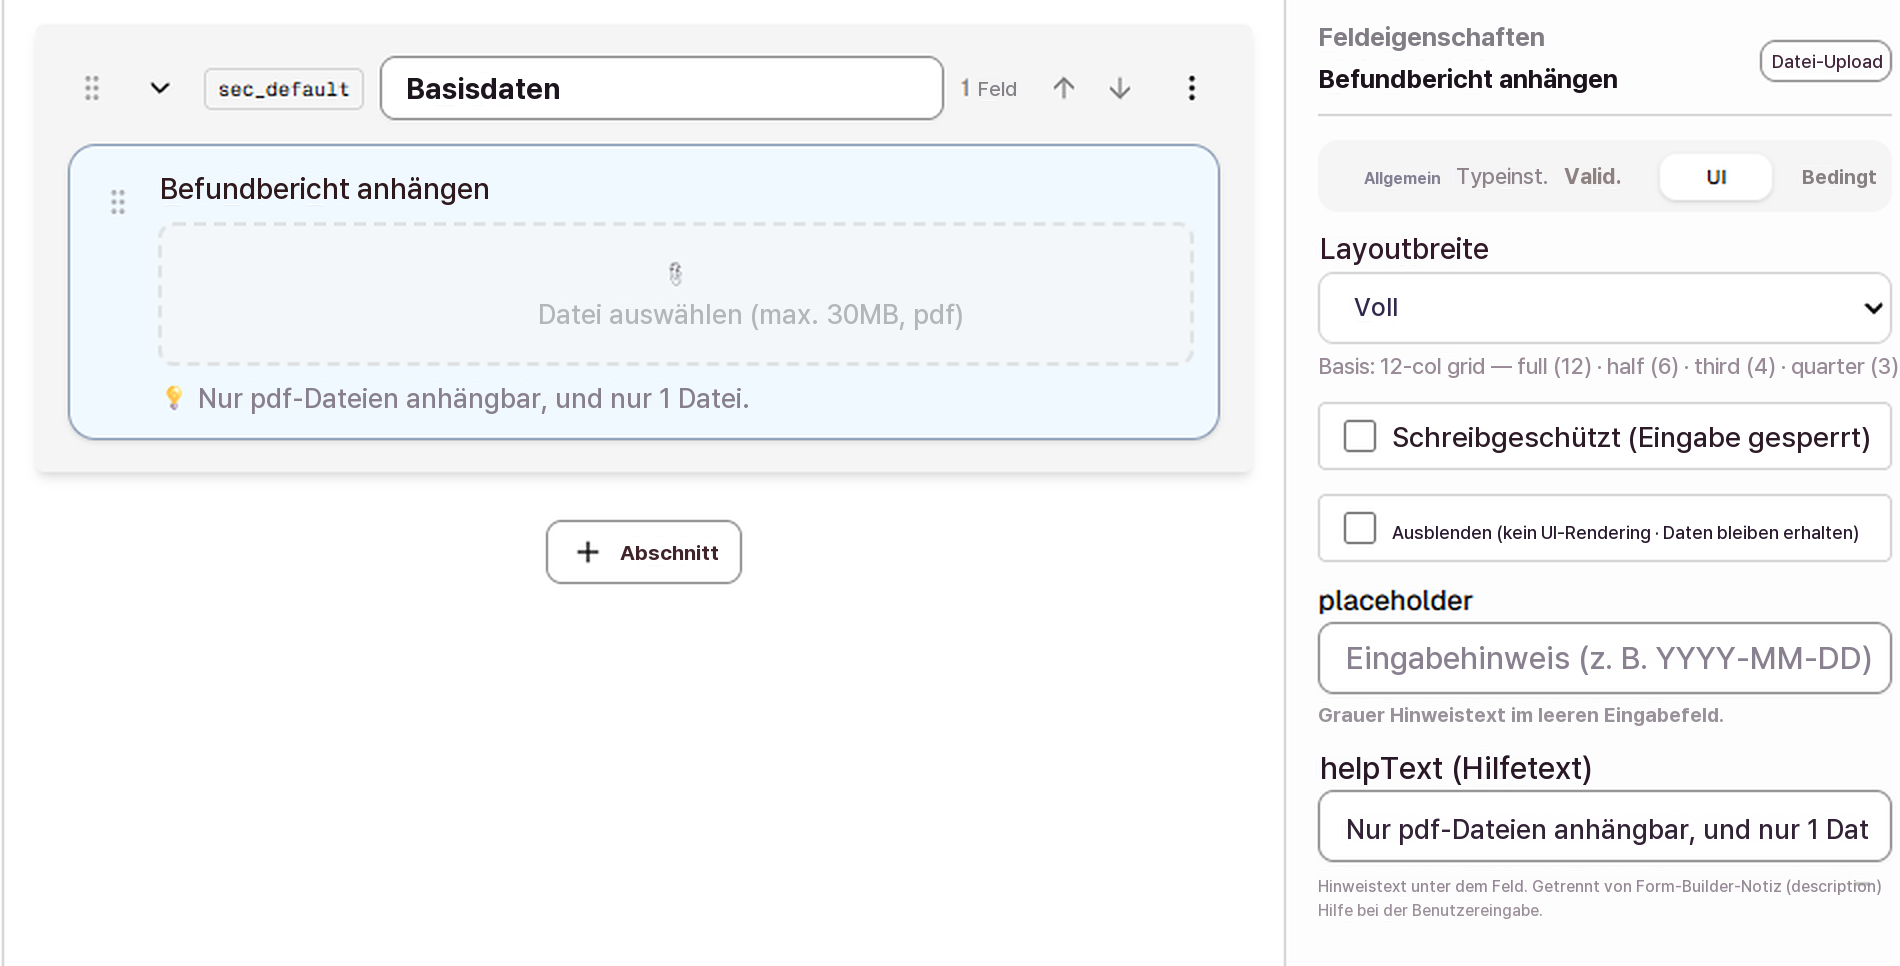 sec_default
Basisdaten
1 Feld
Befundbericht anhängen
Datei auswählen (max. 30MB, pdf)
Nur pdf-Dateien anhängbar, und nur 1 Datei.
Abschnitt
Feldeigenschaften
Befundbericht anhängen
Datei-Upload
Allgemein Typeinst. Valid. UI Bedingt
Layoutbreite
Voll
Basis: 12-col grid — full (12) · half (6) · third (4) · quarter (3)
Schreibgeschützt (Eingabe gesperrt)
Ausblenden (kein UI-Rendering · Daten bleiben erhalten)
placeholder
Eingabehinweis (z. B. YYYY-MM-DD)
Grauer Hinweistext im leeren Eingabefeld.
helpText (Hilfetext)
Nur pdf-Dateien anhängbar, und nur 1 Dat
Hinweistext unter dem Feld. Getrennt von Form-Builder-Notiz (description)
Hilfe bei der Benutzereingabe.